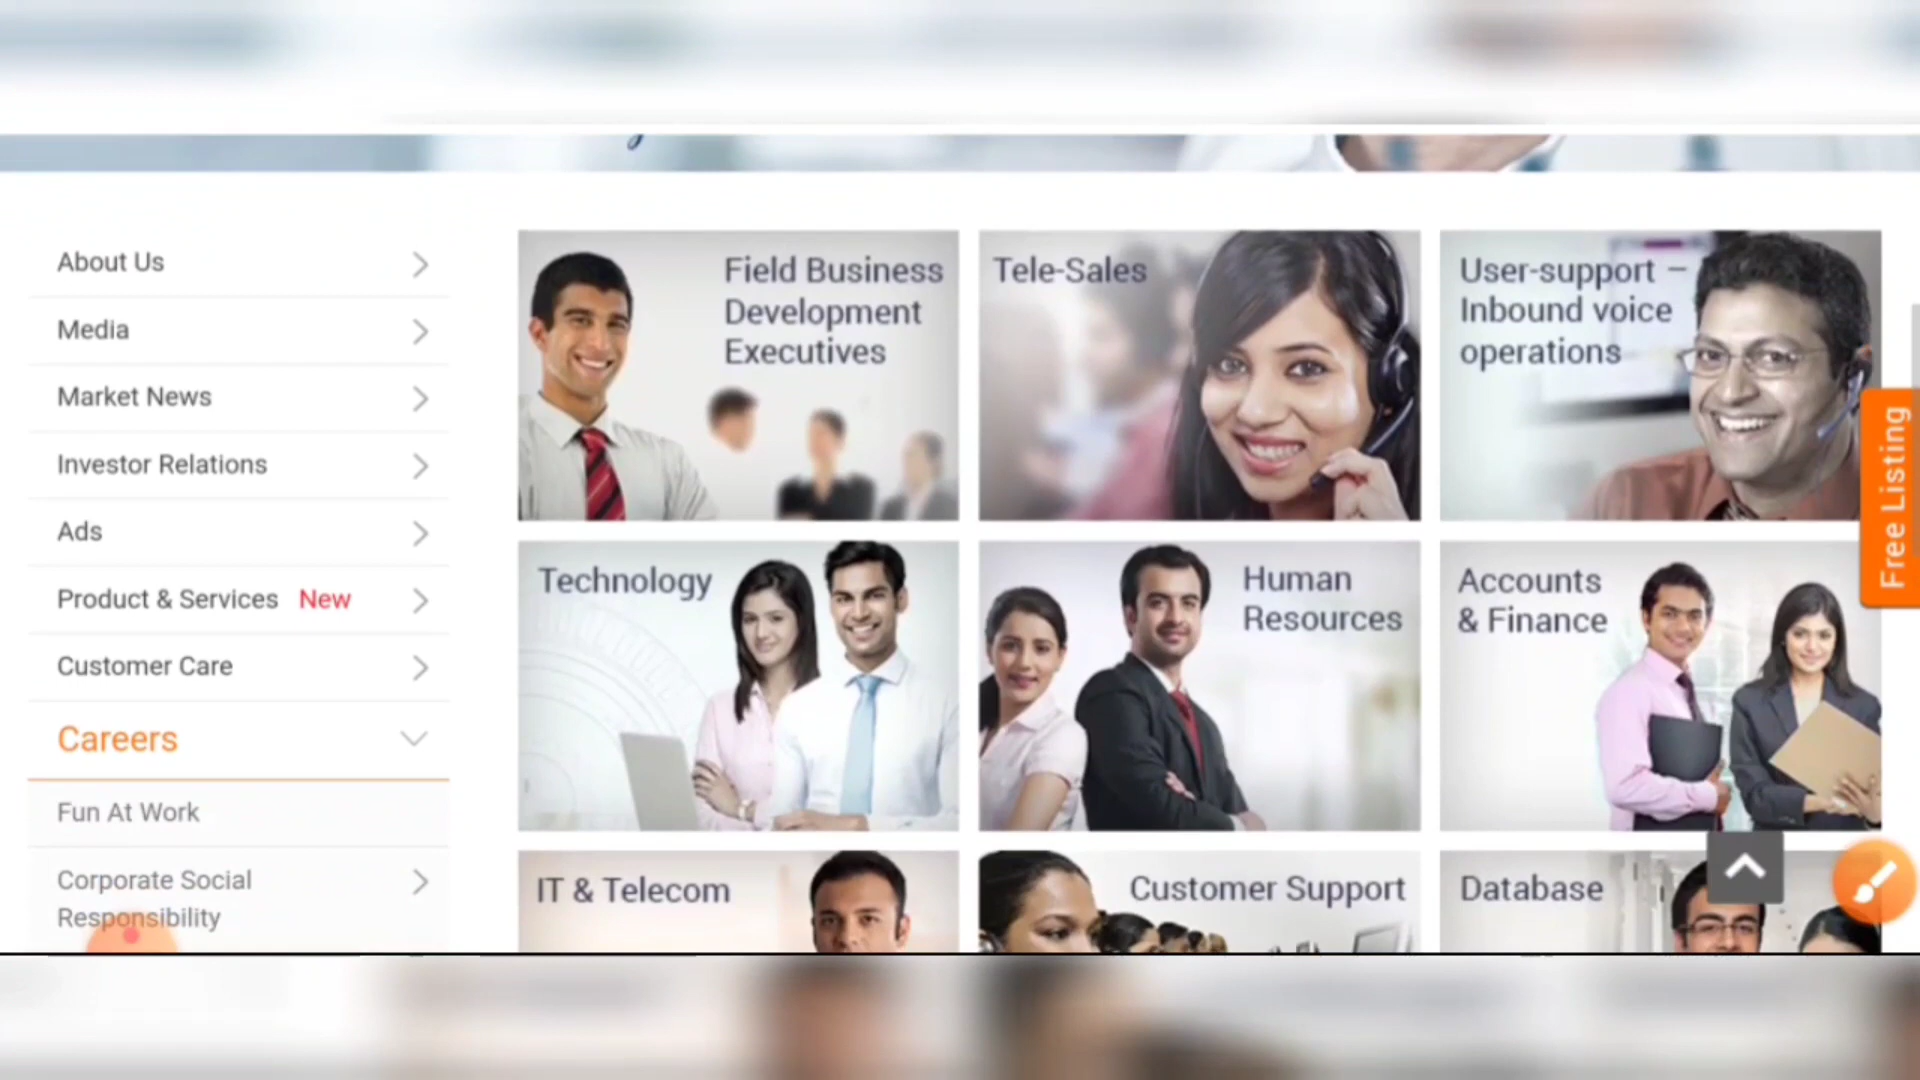 About Us
Media
Market News
Investor Relations
Ads
Product & Services New
Customer Care
Careers
Fun At Work
Corporate Social
Responsibility
Field Business
Development
Executives
Tele-Sales
User-support –
Inbound voice
operations
Technology
Human
Resources
Accounts
& Finance
IT & Telecom
Customer Support
Database
Free Listing